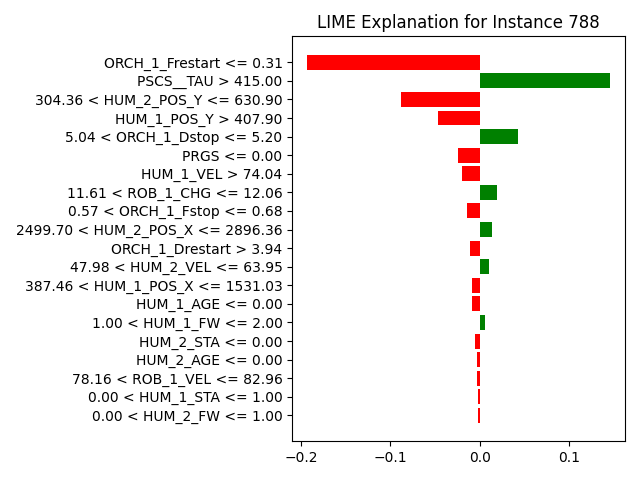 LIME Explanation for Instance 788
ORCH_1_Frestart <= 0.31
PSCS__TAU > 415.00
304.36 < HUM_2_POS_Y <= 630.90
HUM_1_POS_Y > 407.90
5.04 < ORCH_1_Dstop <= 5.20
PRGS <= 0.00
HUM_1_VEL > 74.04
11.61 < ROB_1_CHG <= 12.06
0.57 < ORCH_1_Fstop <= 0.68
2499.70 < HUM_2_POS_X <= 2896.36
ORCH_1_Drestart > 3.94
47.98 < HUM_2_VEL <= 63.95
387.46 < HUM_1_POS_X <= 1531.03
HUM_1_AGE <= 0.00
1.00 < HUM_1_FW <= 2.00
HUM_2_STA <= 0.00
HUM_2_AGE <= 0.00
78.16 < ROB_1_VEL <= 82.96
0.00 < HUM_1_STA <= 1.00
0.00 < HUM_2_FW <= 1.00
−0.2 −0.1 0.0 0.1